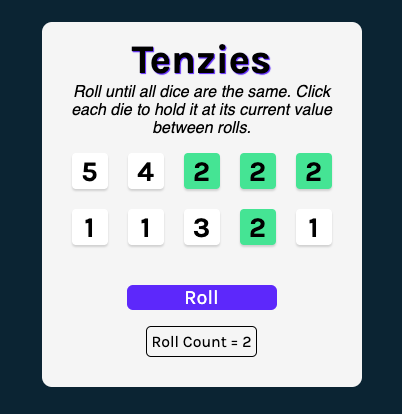 Tenzies
Roll until all dice are the same. Click
each die to hold it at its current value
between rolls.
5 4 2 2 2
1 1 3 2 1
Roll
Roll Count = 2